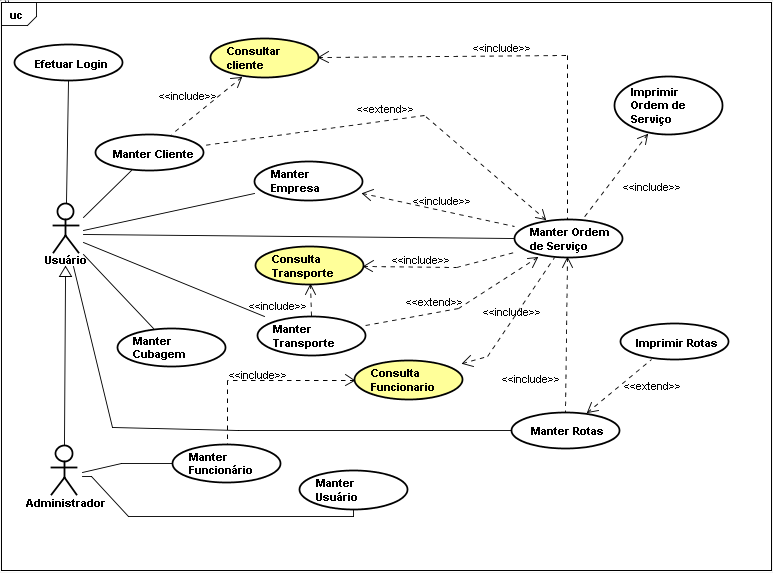 uc
Consultar
cliente
<<include>>
Efetuar Login
<<include>>
Imprimir
Ordem de
Serviço
<<extend>>
Manter Cliente
Manter
Empresa
<<include>>
<<include>>
Usuário
Manter Ordem
de Serviço
Consulta
Transporte
<<include>>
<<include>>
<<extend>>
<<include>>
Manter
Cubagem
Manter
Transporte
Imprimir Rotas
<<include>>
Consulta
Funcionario
<<include>>
<<extend>>
Manter Rotas
Manter
Funcionário
Administrador
Manter
Usuário